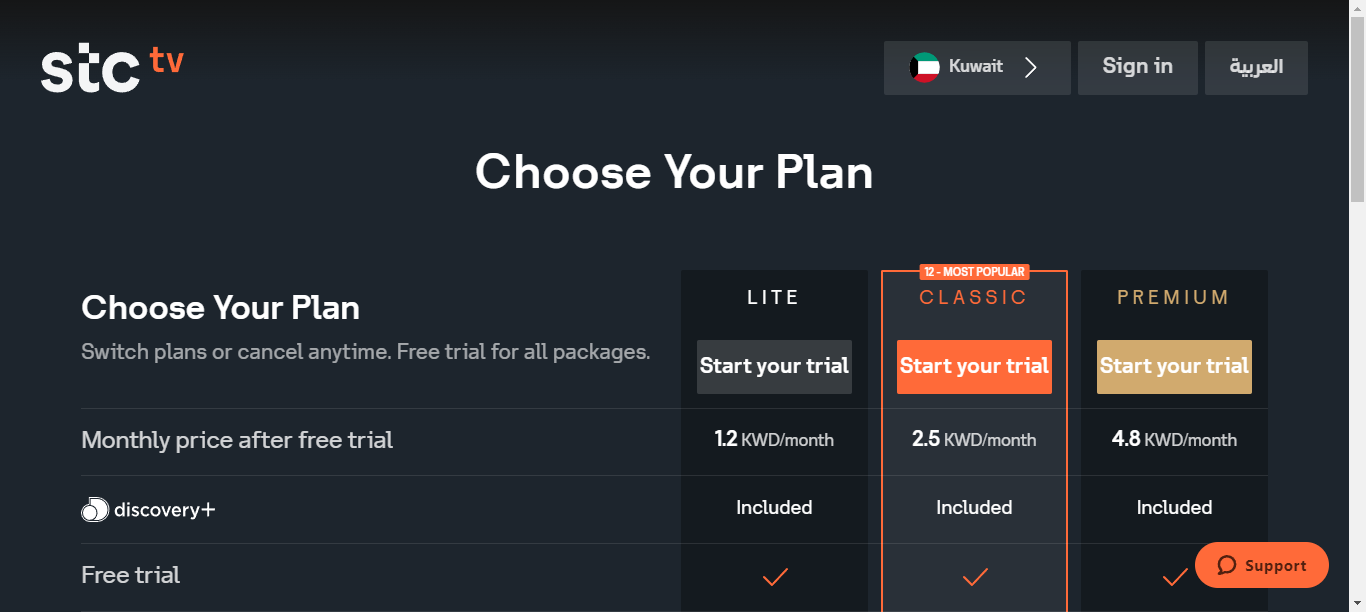 stc tv
Kuwait
Sign in
العربية
Choose Your Plan
Choose Your Plan
Switch plans or cancel anytime. Free trial for all packages.
LITE
Start your trial
12 - MOST POPULAR
CLASSIC
Start your trial
PREMIUM
Start your trial
Monthly price after free trial
1.2 KWD/month
2.5 KWD/month
4.8 KWD/month
discovery+
Included
Included
Included
Free trial
Support